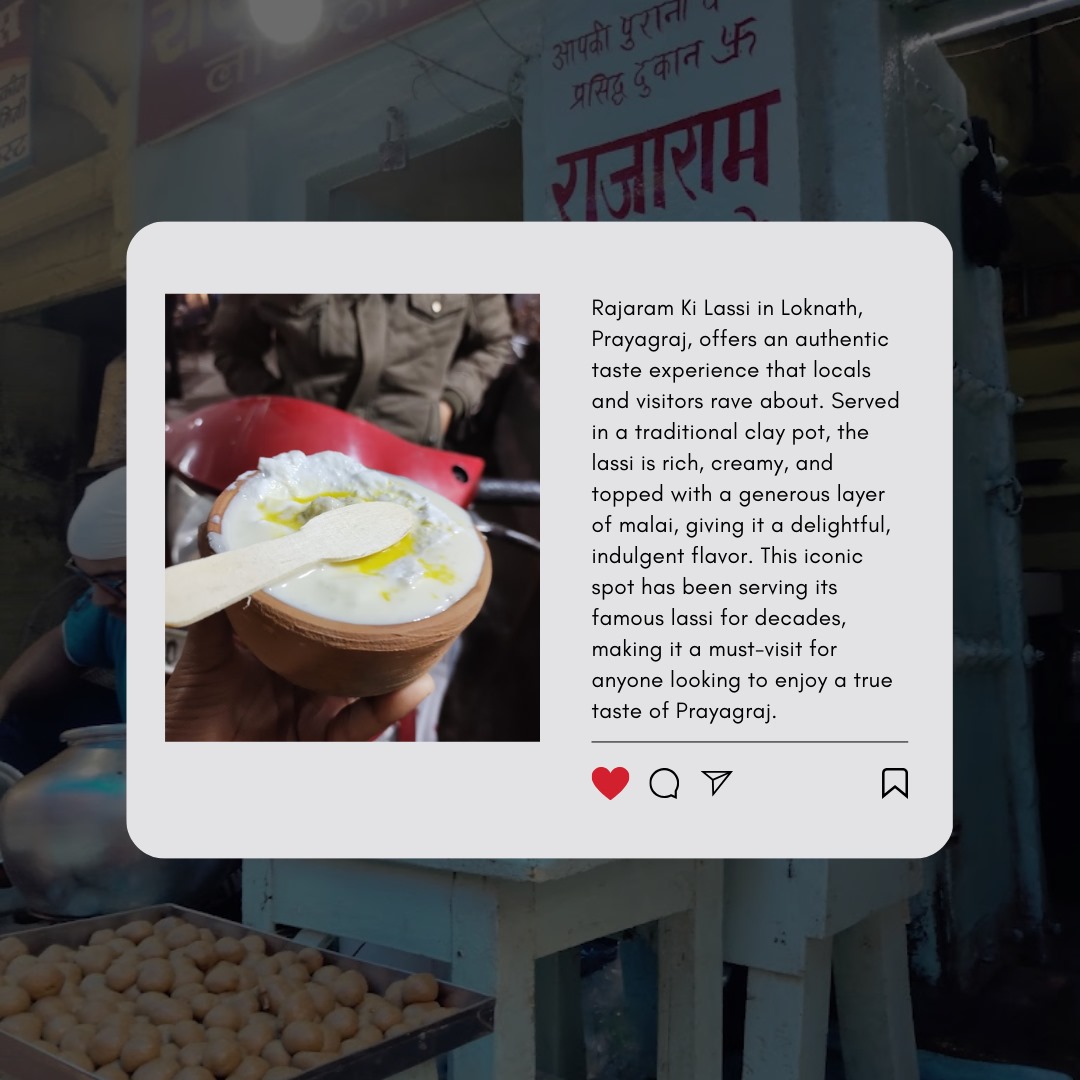 आपकी पुरानी व
प्रसिद्ध दुकान 卐
राजाराम
Rajaram Ki Lassi in Loknath,
Prayagraj, offers an authentic
taste experience that locals
and visitors rave about. Served
in a traditional clay pot, the
lassi is rich, creamy, and
topped with a generous layer
of malai, giving it a delightful,
indulgent flavor. This iconic
spot has been serving its
famous lassi for decades,
making it a must-visit for
anyone looking to enjoy a true
taste of Prayagraj.